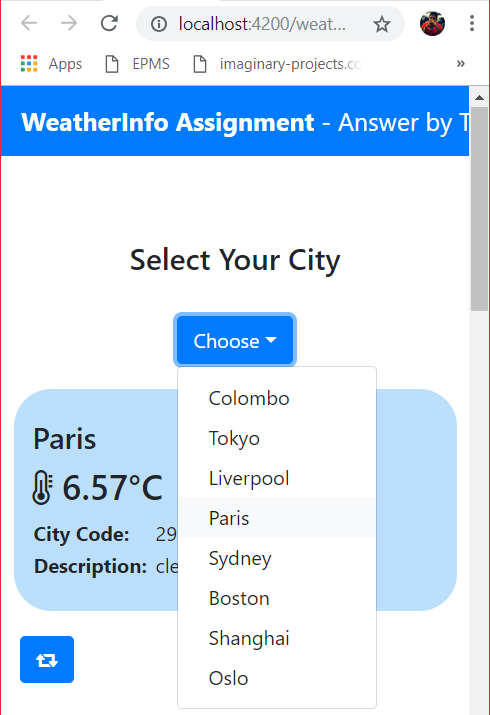 localhost:4200/weat...
Apps EPMS imaginary-projects.co »
WeatherInfo Assignment - Answer by T
Select Your City
Choose
Colombo
Tokyo
Liverpool
Paris
Sydney
Boston
Shanghai
Oslo
Paris
6.57°C
City Code: 29
Description: cle